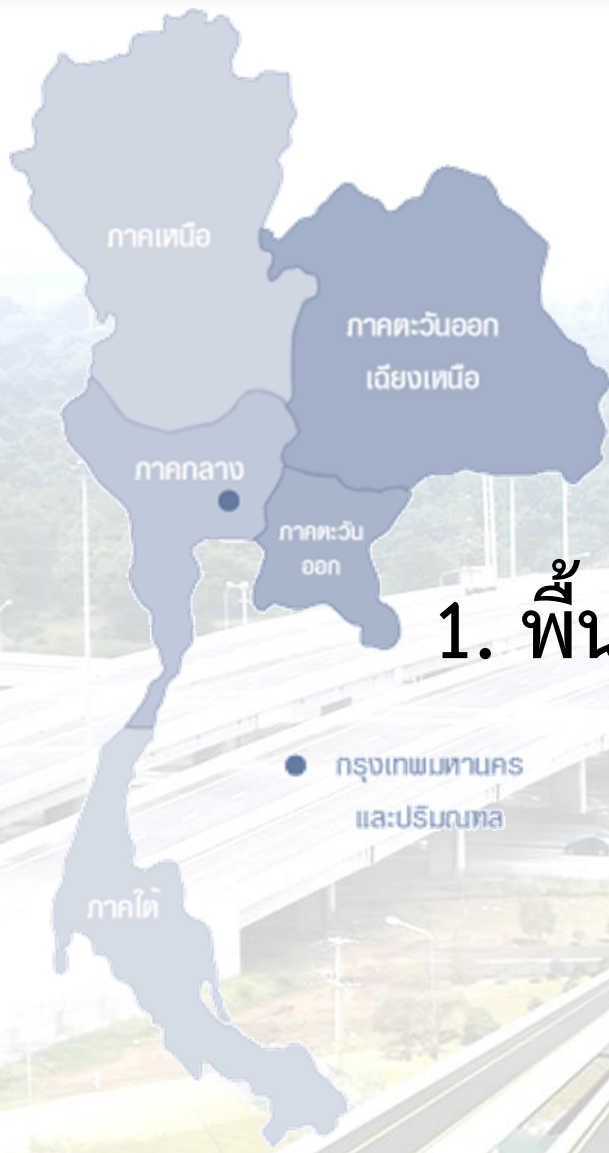 ภาคเหนือ
ภาคตะวันออก
เฉียงเหนือ
ภาคกลาง
ภาคตะวัน
ออก
1. พื้น
กรุงเทพมหานคร
และปริมณฑล
ภาคใต้